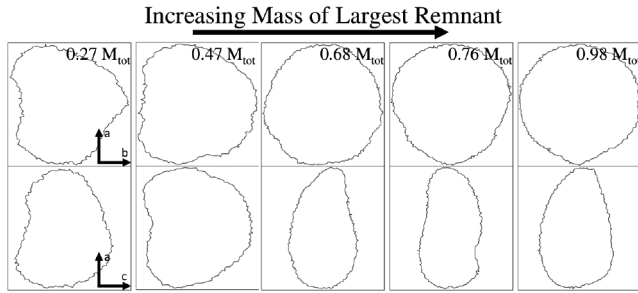 Increasing Mass of Largest Remnant
0.27 Mtot 0.47 Mtot 0.68 Mtot 0.76 Mtot 0.98 Mtot
a
b
a
c